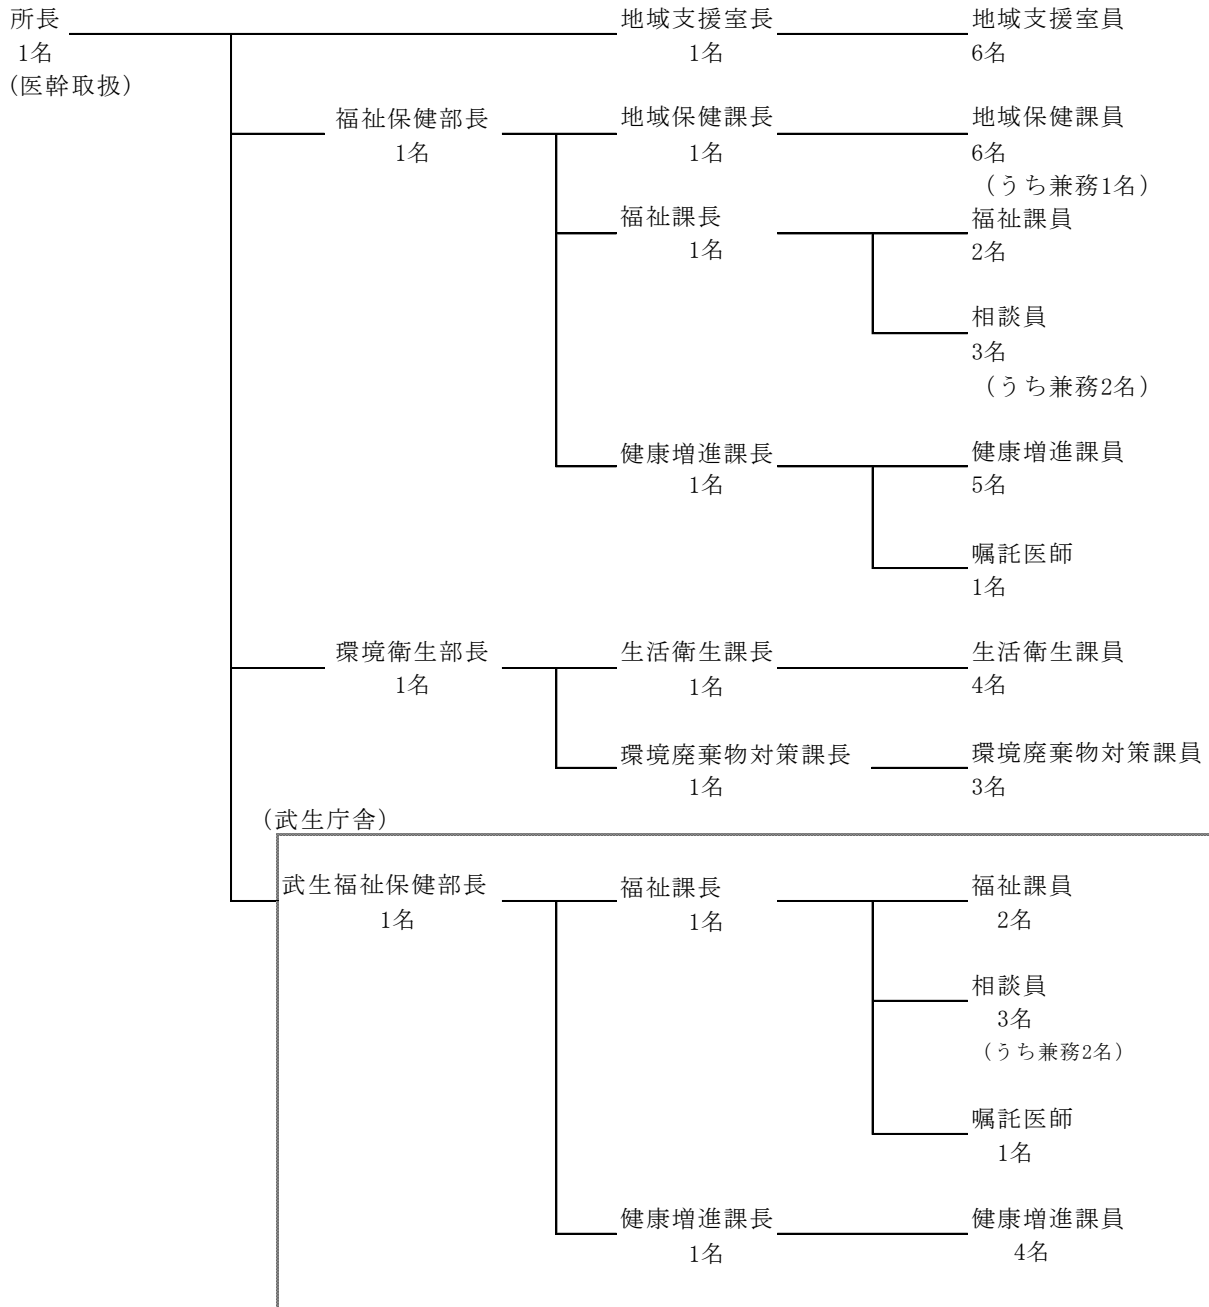 所長 地域支援室長 地域支援室員
1名 1名 6名
(医幹取扱)
福祉保健部長 地域保健課長 地域保健課員
1名 1名 6名
(うち兼務1名)
福祉課長 福祉課員
1名 2名
相談員
3名
(うち兼務2名)
健康増進課長 健康増進課員
1名 5名
嘱託医師
1名
環境衛生部長 生活衛生課長 生活衛生課員
1名 1名 4名
環境廃棄物対策課長 環境廃棄物対策課員
1名 3名
(武生庁舎)
武生福祉保健部長 福祉課長 福祉課員
1名 1名 2名
相談員
3名
(うち兼務2名)
嘱託医師
1名
健康増進課長 健康増進課員
1名 4名